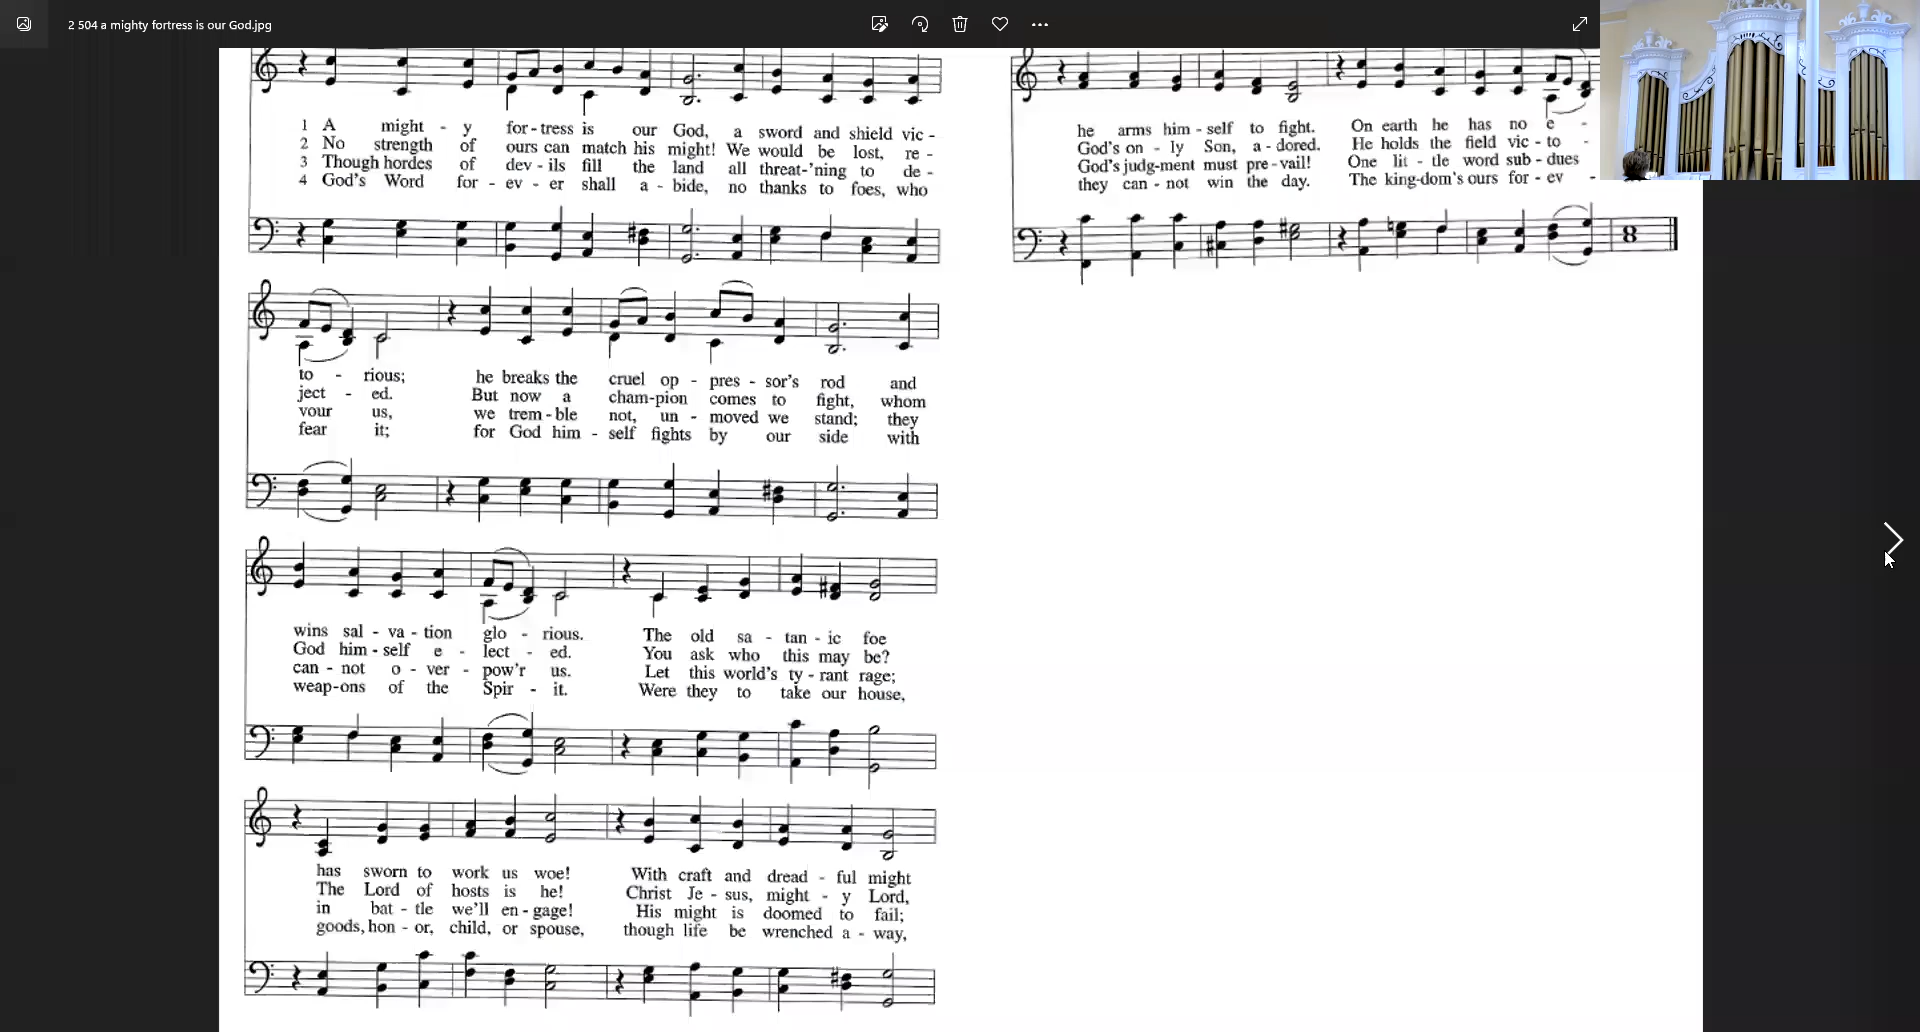 2 504 a mighty fortress is our God.jpg
1 A might - y for - tress is our God, a sword and shield vic -
2 No strength of ours can match his might! We would be lost, re -
3 Though hordes of dev - ils fill the land all threat-'ning to de -
4 God's Word for - ev - er shall a - bide, no thanks to foes, who
to - rious; he breaks the cruel op - pres - sor's rod and
ject - ed. But now a cham-pion comes to fight, whom
vour us, we trem - ble not, un - moved we stand; they
fear it; for God him - self fights by our side with
wins sal - va - tion glo - rious. The old sa - tan - ic foe
God him - self e - lect - ed. You ask who this may be?
can - not o - ver - pow'r us. Let this world's ty - rant rage;
weap-ons of the Spir - it. Were they to take our house,
has sworn to work us woe! With craft and dread - ful might
The Lord of hosts is he! Christ Je - sus, might - y Lord,
in bat - tle we'll en - gage! His might is doomed to fail;
goods, hon - or, child, or spouse, though life be wrenched a - way,
he arms him - self to fight. On earth he has no e -
God's on - ly Son, a - dored. He holds the field vic - to -
God's judg-ment must pre - vail! One lit - tle word sub - dues
they can - not win the day. The king-dom's ours for - ev -